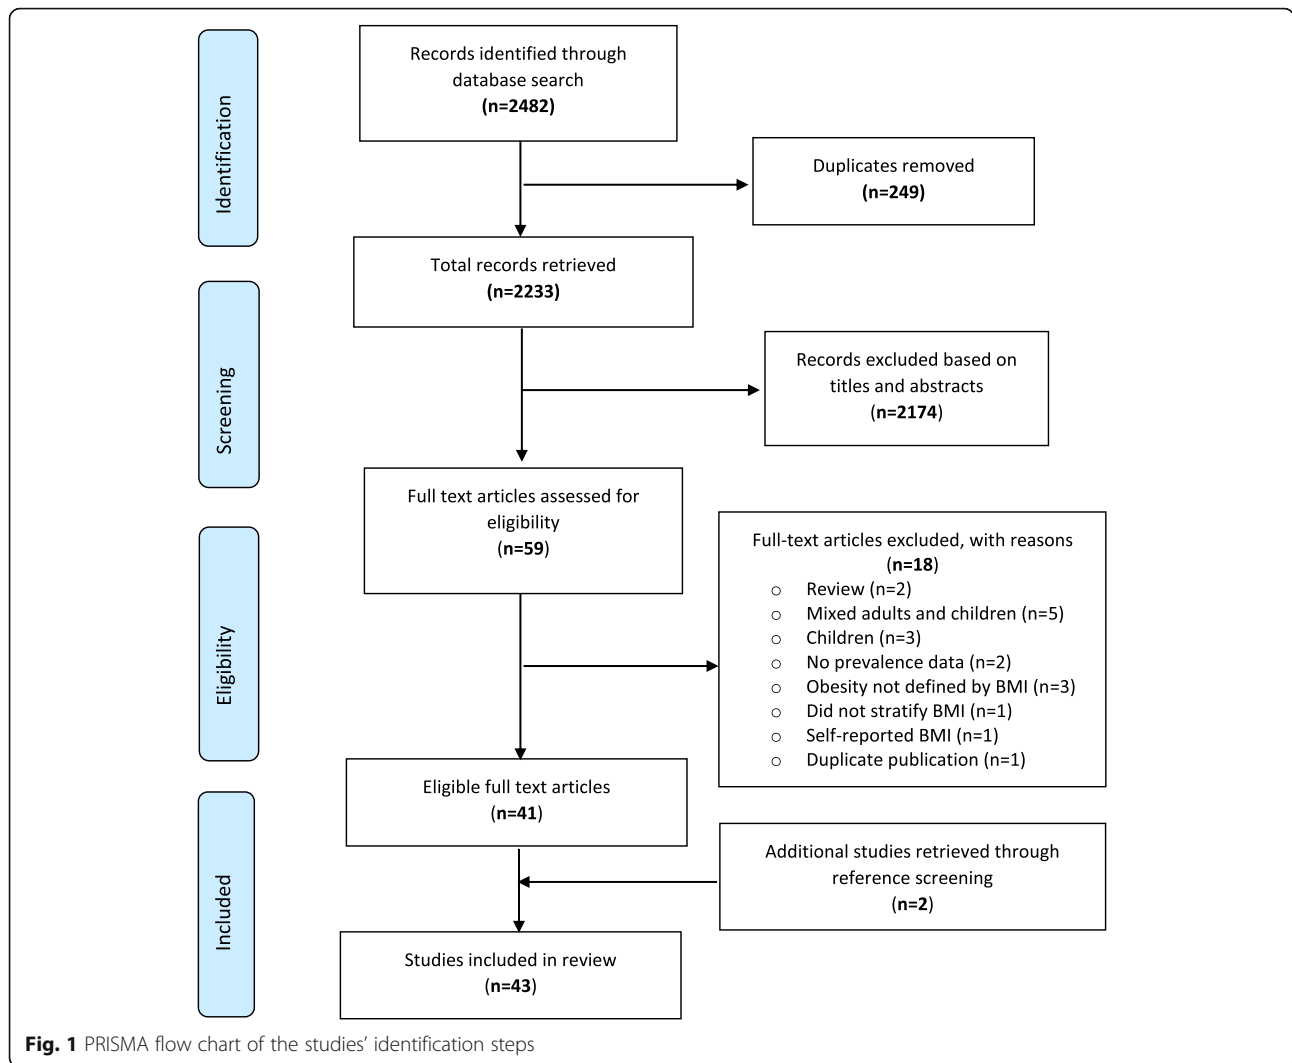 Identification
Records identified through
database search
(n=2482)
Duplicates removed
(n=249)
Total records retrieved
(n=2233)
Screening
Records excluded based on
titles and abstracts
(n=2174)
Full text articles assessed for
eligibility
(n=59)
Eligibility
Full-text articles excluded, with reasons
(n=18)
o Review (n=2)
o Mixed adults and children (n=5)
o Children (n=3)
o No prevalence data (n=2)
o Obesity not defined by BMI (n=3)
o Did not stratify BMI (n=1)
o Self-reported BMI (n=1)
o Duplicate publication (n=1)
Eligible full text articles
(n=41)
Included
Additional studies retrieved through
reference screening
(n=2)
Studies included in review
(n=43)
Fig. 1 PRISMA flow chart of the studies’ identification steps